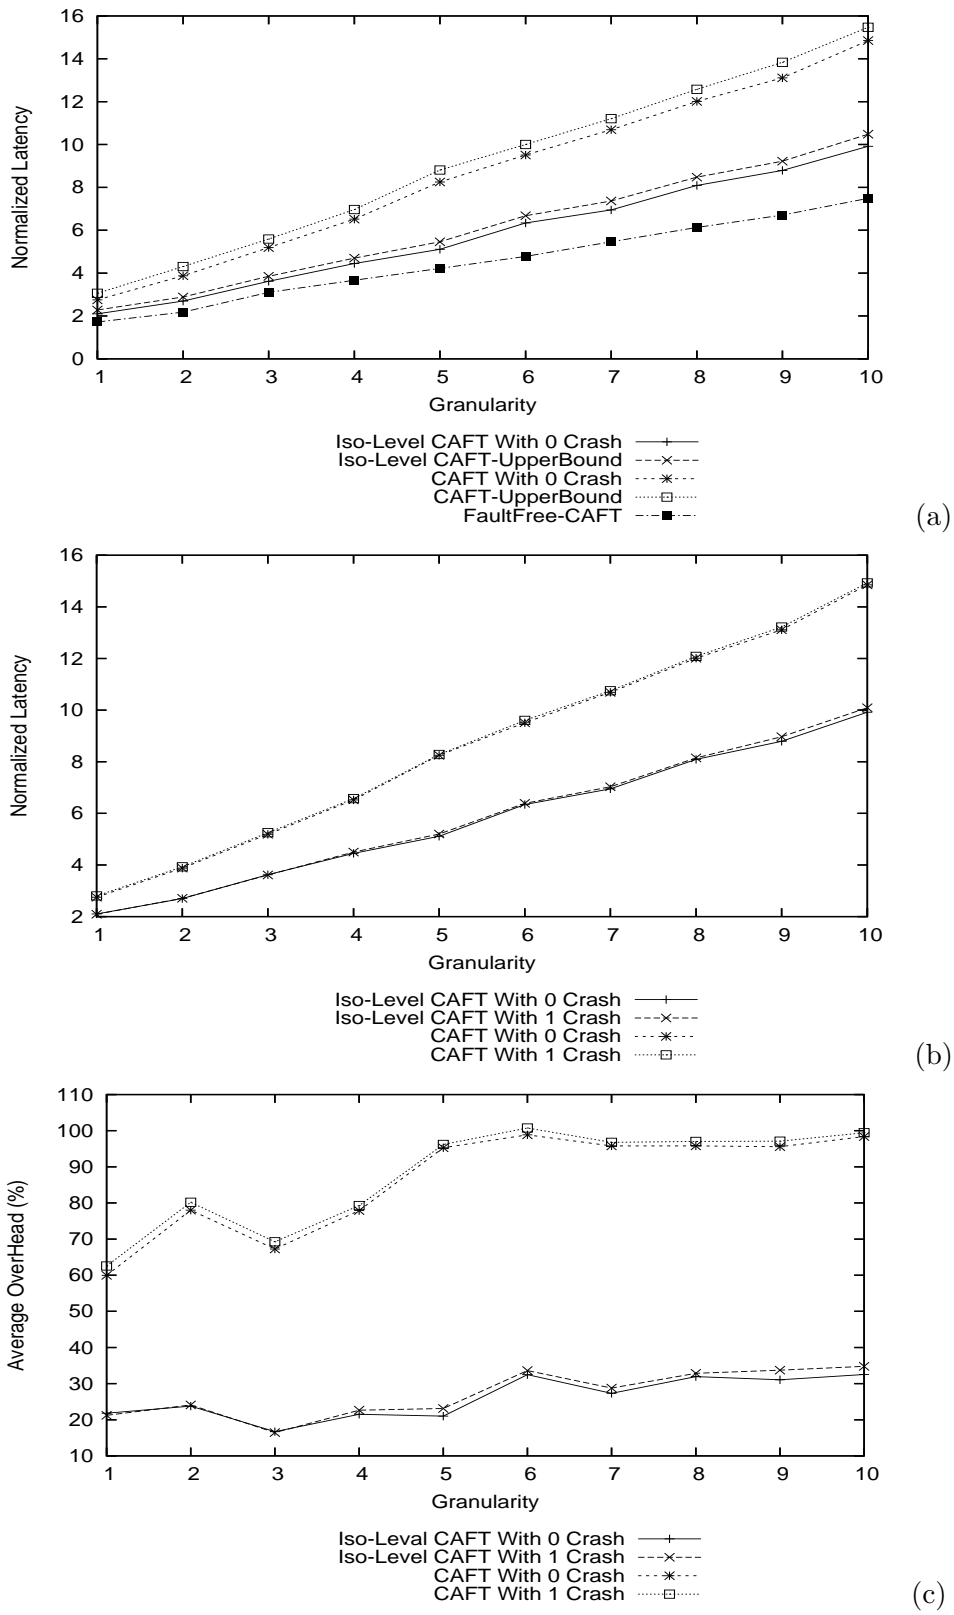 16
14
12
10
8
6
4
2
0
Normalized Latency
1 2 3 4 5 6 7 8 9 10
Granularity
Iso-Level CAFT With 0 Crash
Iso-Level CAFT-UpperBound
CAFT With 0 Crash
CAFT-UpperBound
FaultFree-CAFT
(a)
16
14
12
10
8
6
4
2
Normalized Latency
1 2 3 4 5 6 7 8 9 10
Granularity
Iso-Level CAFT With 0 Crash
Iso-Level CAFT With 1 Crash
CAFT With 0 Crash
CAFT With 1 Crash
(b)
110
100
90
80
70
60
50
40
30
20
10
Average OverHead (%)
1 2 3 4 5 6 7 8 9 10
Granularity
Iso-Leval CAFT With 0 Crash
Iso-Level CAFT With 1 Crash
CAFT With 0 Crash
CAFT With 1 Crash
(c)